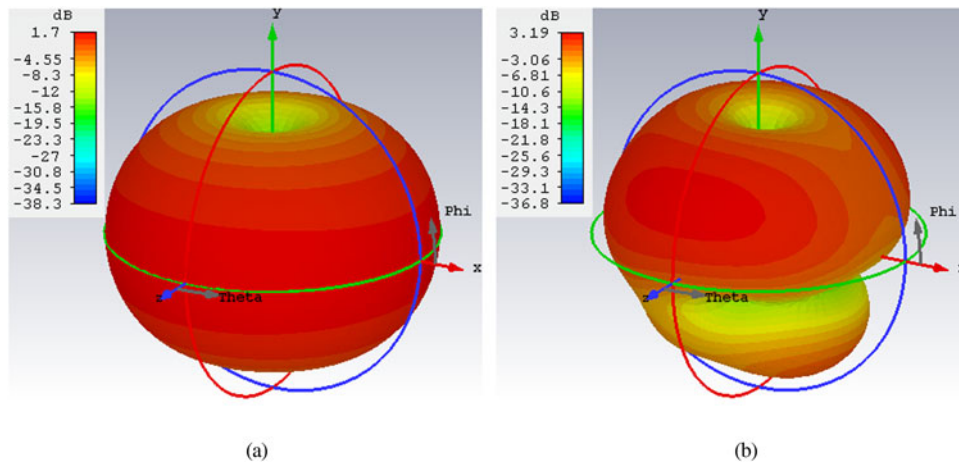 dB
1.7
-4.55
-8.3
-12
-15.8
-19.5
-23.3
-27
-30.8
-34.5
-38.3
y
Phi
x
z
Theta
(a)
dB
3.19
-3.06
-6.81
-10.6
-14.3
-18.1
-21.8
-25.6
-29.3
-33.1
-36.8
y
Phi
z
Theta
(b)